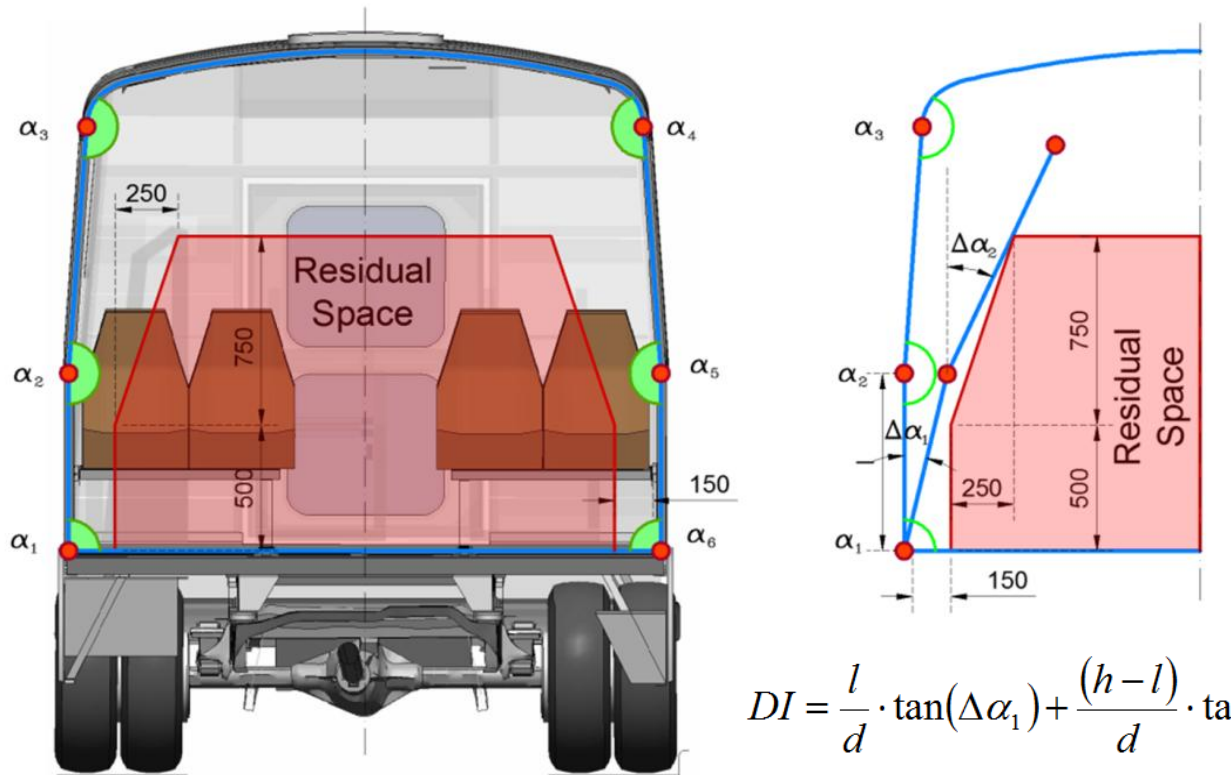 α₃
α₄
250
Residual
Space
750
α₂
α₅
500
150
α₁
α₆
α₃
Δα₂
750
α₂
Δα₁
l
Residual
Space
250
500
α₁
150
DI = l/d · tan(Δα₁) + (h − l)/d · ta